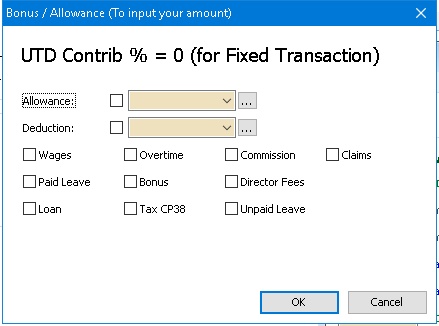 Bonus / Allowance (To input your amount)
UTD Contrib % = 0 (for Fixed Transaction)
Allowance: ...
Deduction: ...
Wages Overtime Commission Claims
Paid Leave Bonus Director Fees
Loan Tax CP38 Unpaid Leave
OK Cancel